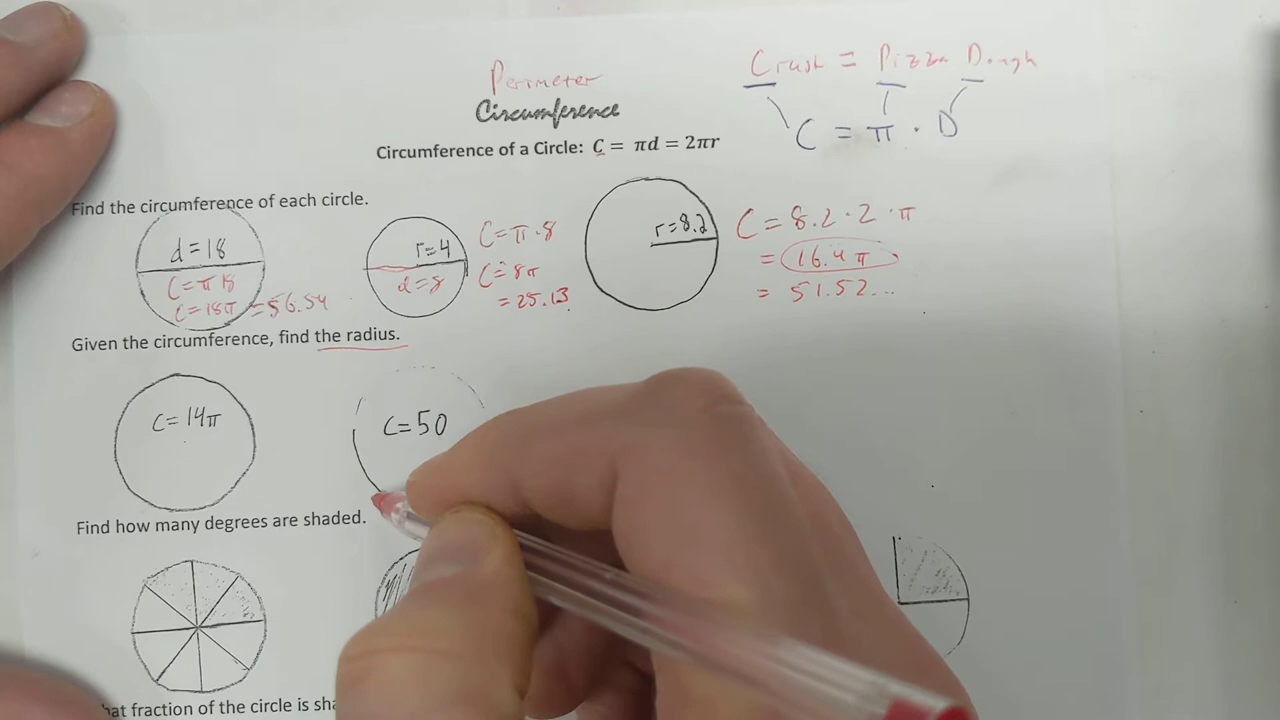 Perimeter
Circumference
Crust = Pizza Dough
C = π · D
Circumference of a Circle: C = πd = 2πr
Find the circumference of each circle.
d=18
C=π18
C=18π=56.54
r=4
d=8
C=π·8
C=8π
=25.13
r=8.2
C=8.2·2·π
=16.4π
=51.52...
Given the circumference, find the radius.
C=14π
C=50
Find how many degrees are shaded.
hat fraction of the circle is sha